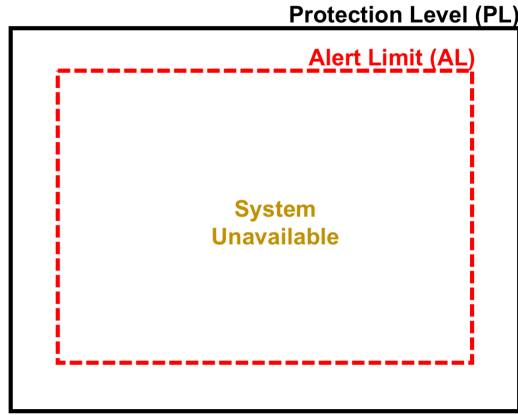 Protection Level (PL)
Alert Limit (AL)
System
Unavailable